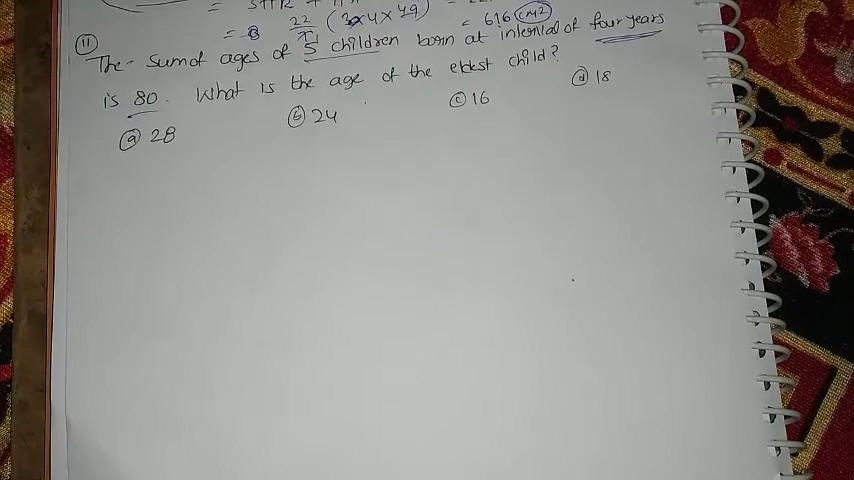 = 22/7 (3×4×49) = 616 cm2
(11) The sum of ages of 5 children born at interval of four years
is 80. What is the age of the eldest child?
(a) 28 (b) 24 (c) 16 (d) 18